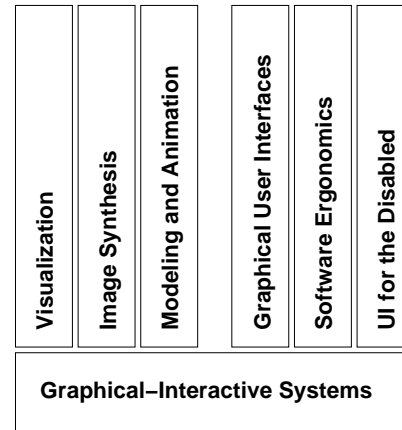 Visualization
Image Synthesis
Modeling and Animation
Graphical User Interfaces
Software Ergonomics
UI for the Disabled
Graphical–Interactive Systems